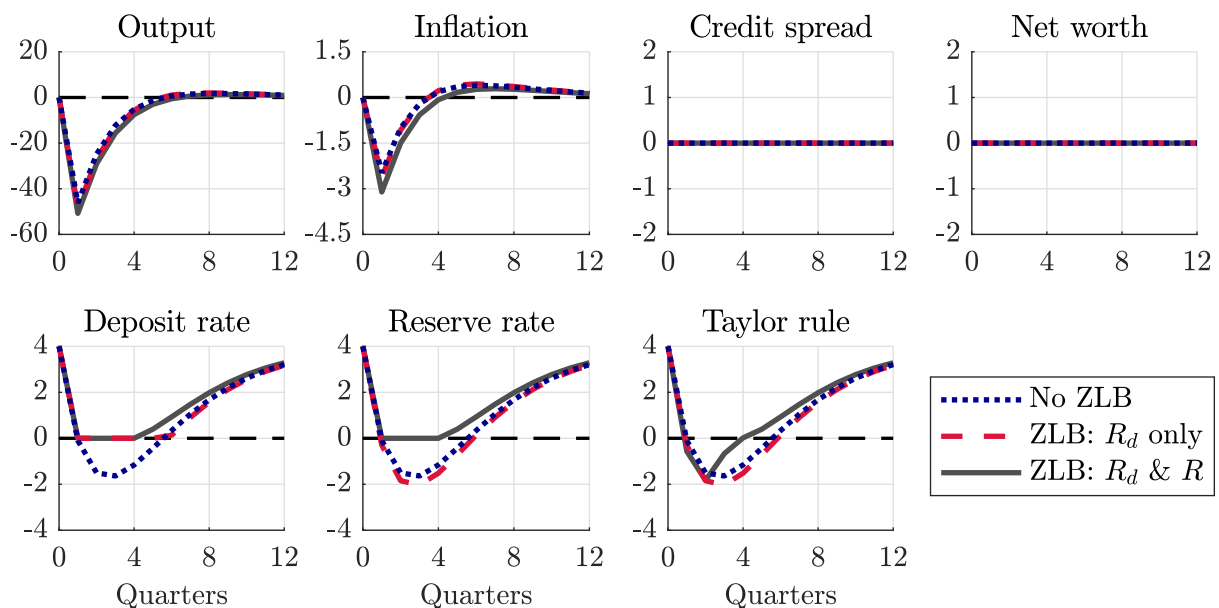 Output Inflation Credit spread Net worth
20 1.5 2 2
0 0 1 1
-20 -1.5 0 0
-40 -3 -1 -1
-60 -4.5 -2 -2
0 4 8 12 0 4 8 12 0 4 8 12 0 4 8 12
Deposit rate Reserve rate Taylor rule
4 4 4
2 2 2
0 0 0
-2 -2 -2
-4 -4 -4
0 4 8 12 0 4 8 12 0 4 8 12
Quarters Quarters Quarters
No ZLB
ZLB: R_d only
ZLB: R_d & R